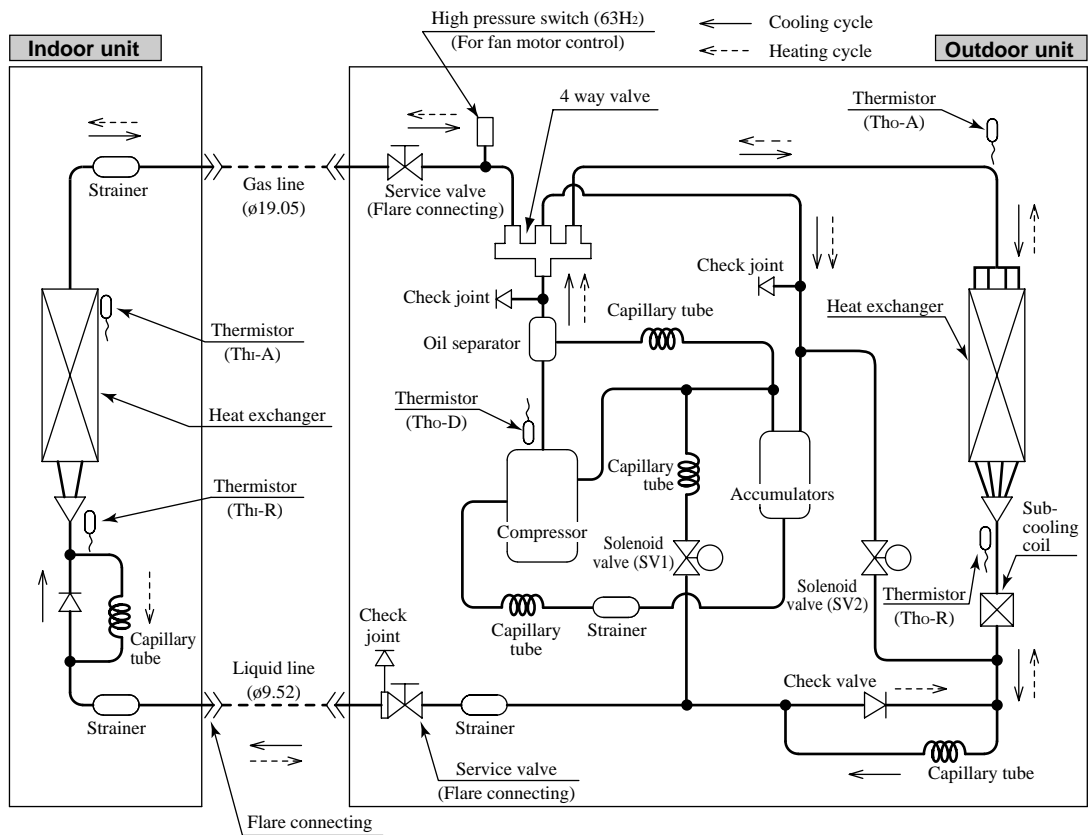 High pressure switch (63H2)
(For fan motor control)
Cooling cycle
Heating cycle
Indoor unit
Outdoor unit
4 way valve
Thermistor
(Tho-A)
Strainer
Gas line
(ø19.05)
Service valve
(Flare connecting)
Check joint
Check joint
Capillary tube
Heat exchanger
Thermistor
(ThI-A)
Oil separator
Thermistor
(Tho-D)
Heat exchanger
Capillary
tube
Accumulators
Thermistor
(ThI-R)
Compressor
Sub-
cooling
coil
Solenoid
valve (SV1)
Solenoid
valve (SV2)
Thermistor
(Tho-R)
Capillary
tube
Strainer
Capillary
tube
Check
joint
Liquid line
(ø9.52)
Check valve
Strainer
Strainer
Service valve
(Flare connecting)
Capillary tube
Flare connecting